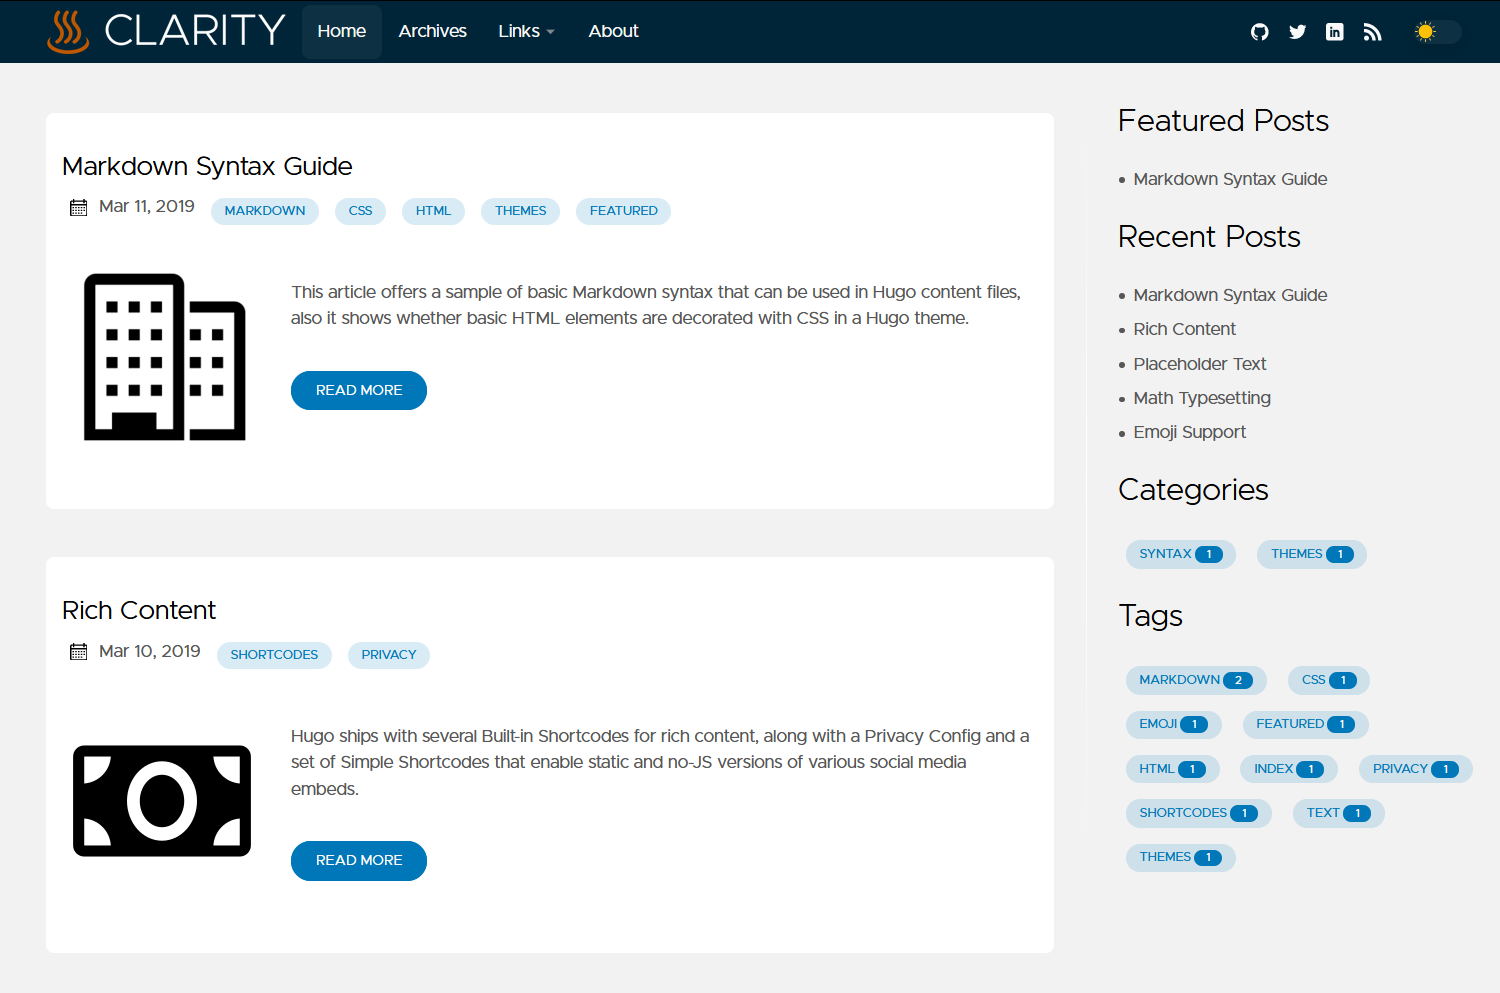 CLARITY
Home Archives Links About
Markdown Syntax Guide
Mar 11, 2019 MARKDOWN CSS HTML THEMES FEATURED
This article offers a sample of basic Markdown syntax that can be used in Hugo content files,
also it shows whether basic HTML elements are decorated with CSS in a Hugo theme.
READ MORE
Rich Content
Mar 10, 2019 SHORTCODES PRIVACY
Hugo ships with several Built-in Shortcodes for rich content, along with a Privacy Config and a
set of Simple Shortcodes that enable static and no-JS versions of various social media
embeds.
READ MORE
Featured Posts
Markdown Syntax Guide
Recent Posts
Markdown Syntax Guide
Rich Content
Placeholder Text
Math Typesetting
Emoji Support
Categories
SYNTAX 1 THEMES 1
Tags
MARKDOWN 2 CSS 1
EMOJI 1 FEATURED 1
HTML 1 INDEX 1 PRIVACY 1
SHORTCODES 1 TEXT 1
THEMES 1